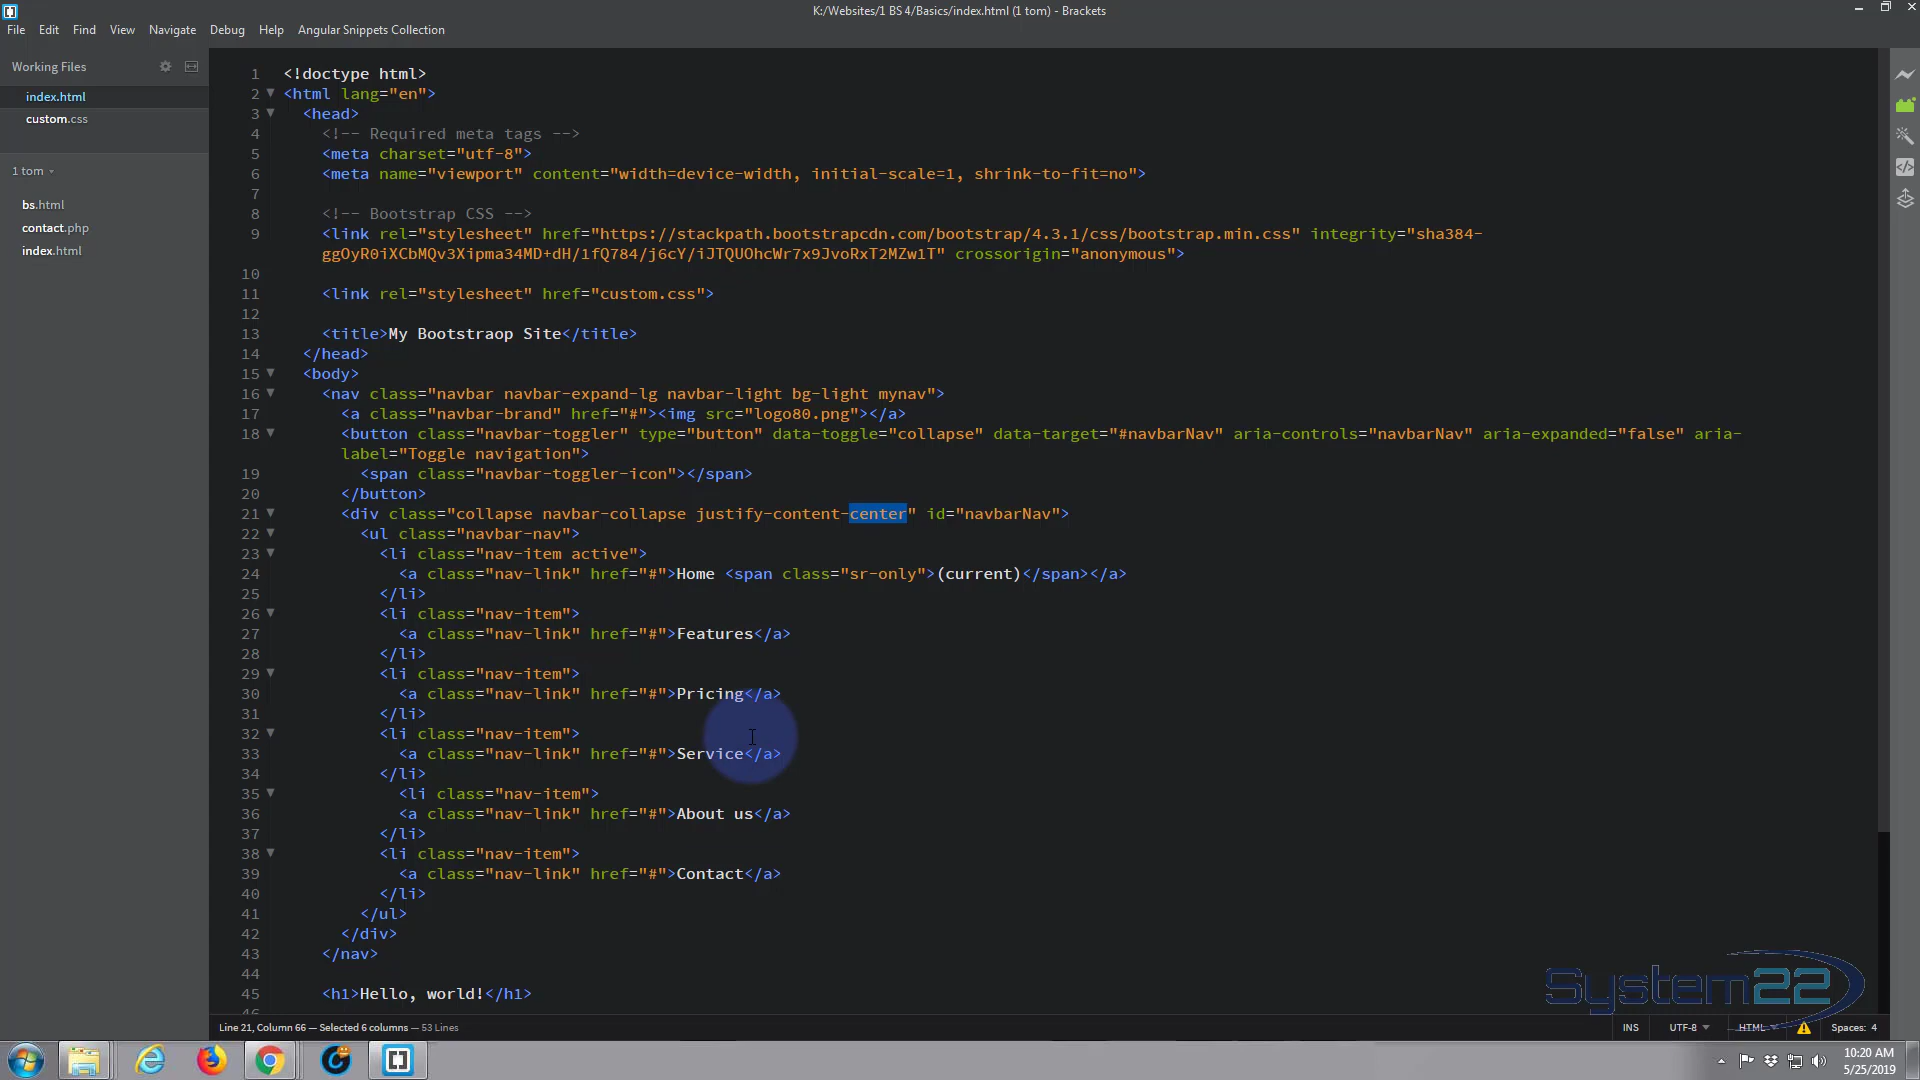 K:/Websites/1 BS 4/Basics/index.html (1 tom) - Brackets
File Edit Find View Navigate Debug Help Angular Snippets Collection
Working Files
index.html
custom.css
1 tom
bs.html
contact.php
index.html
1 <!doctype html>
2 <html lang="en">
3 <head>
4 <!-- Required meta tags -->
5 <meta charset="utf-8">
6 <meta name="viewport" content="width=device-width, initial-scale=1, shrink-to-fit=no">
7
8 <!-- Bootstrap CSS -->
9 <link rel="stylesheet" href="https://stackpath.bootstrapcdn.com/bootstrap/4.3.1/css/bootstrap.min.css" integrity="sha384-
ggOyR0iXCbMQv3Xipma34MD+dH/1fQ784/j6cY/iJTQUOhcWr7x9JvoRxT2MZw1T" crossorigin="anonymous">
10
11 <link rel="stylesheet" href="custom.css">
12
13 <title>My Bootstraop Site</title>
14 </head>
15 <body>
16 <nav class="navbar navbar-expand-lg navbar-light bg-light mynav">
17 <a class="navbar-brand" href="#"><img src="logo80.png"></a>
18 <button class="navbar-toggler" type="button" data-toggle="collapse" data-target="#navbarNav" aria-controls="navbarNav" aria-expanded="false" aria-
label="Toggle navigation">
19 <span class="navbar-toggler-icon"></span>
20 </button>
21 <div class="collapse navbar-collapse justify-content-center" id="navbarNav">
22 <ul class="navbar-nav">
23 <li class="nav-item active">
24 <a class="nav-link" href="#">Home <span class="sr-only">(current)</span></a>
25 </li>
26 <li class="nav-item">
27 <a class="nav-link" href="#">Features</a>
28 </li>
29 <li class="nav-item">
30 <a class="nav-link" href="#">Pricing</a>
31 </li>
32 <li class="nav-item">
33 <a class="nav-link" href="#">Service</a>
34 </li>
35 <li class="nav-item">
36 <a class="nav-link" href="#">About us</a>
37 </li>
38 <li class="nav-item">
39 <a class="nav-link" href="#">Contact</a>
40 </li>
41 </ul>
42 </div>
43 </nav>
44
45 <h1>Hello, world!</h1>
System22
Line 21, Column 66 — Selected 6 columns — 53 Lines
INS UTF-8 HTML Spaces: 4
10:20 AM
5/25/2019